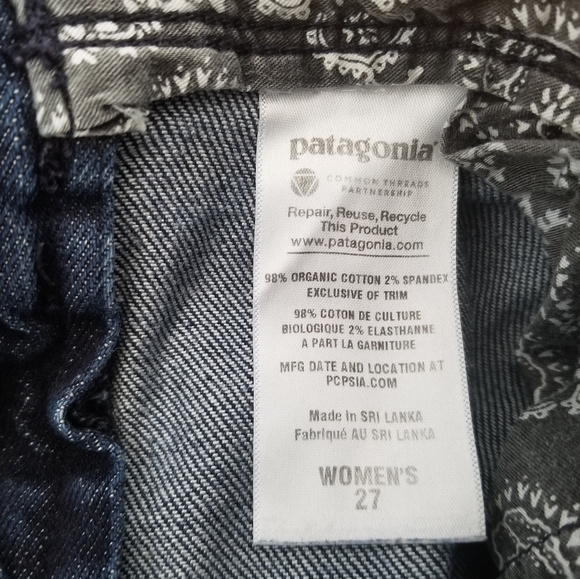 patagonia®
COMMON THREADS
PARTNERSHIP
Repair, Reuse, Recycle
This Product
www.patagonia.com
98% ORGANIC COTTON 2% SPANDEX
EXCLUSIVE OF TRIM
98% COTON DE CULTURE
BIOLOGIQUE 2% ELASTHANNE
A PART LA GARNITURE
MFG DATE AND LOCATION AT
PCPSIA.COM
Made in SRI LANKA
Fabriqué AU SRI LANKA
WOMEN'S
27